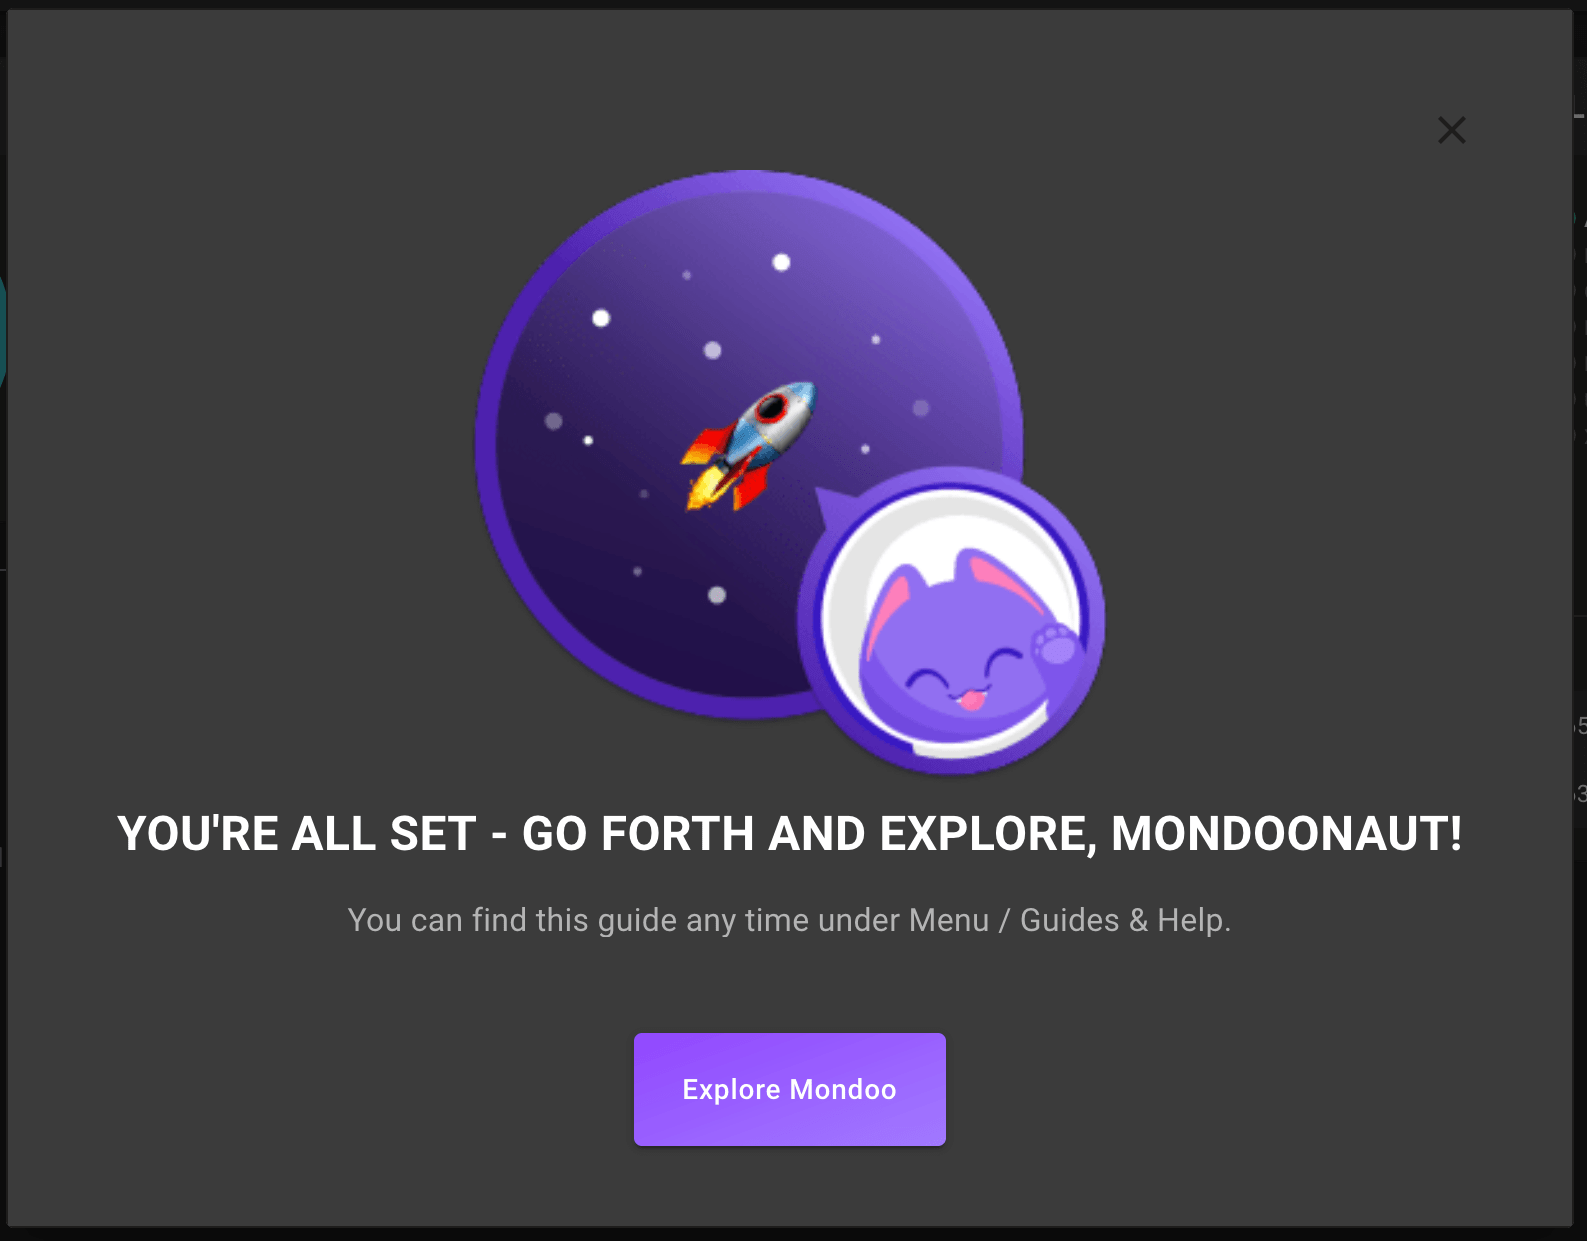 YOU'RE ALL SET - GO FORTH AND EXPLORE, MONDOONAUT!
You can find this guide any time under Menu / Guides & Help.
Explore Mondoo